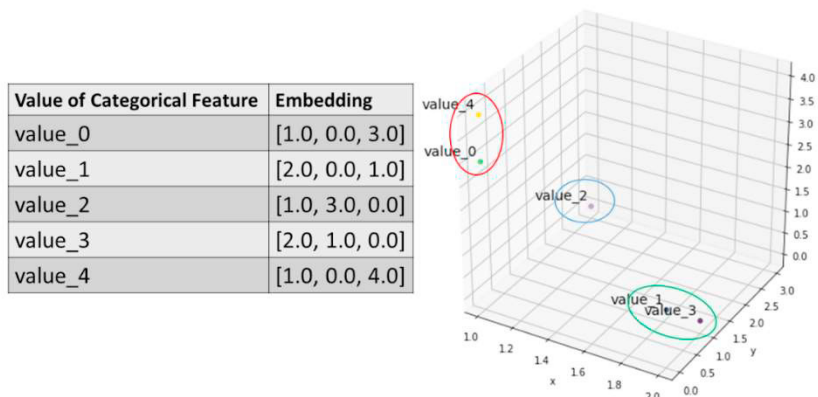 Value of Categorical Feature Embedding
value_0 [1.0, 0.0, 3.0]
value_1 [2.0, 0.0, 1.0]
value_2 [1.0, 3.0, 0.0]
value_3 [2.0, 1.0, 0.0]
value_4 [1.0, 0.0, 4.0]
value_4
value_0
value_2
value_1
value_3
4.0
3.5
3.0
2.5
2.0
1.5
1.0
0.5
0.0
3.0
2.5
2.0
1.5
1.0
0.5
0.0
y
1.0
1.2
1.4
1.6
1.8
2.0
x